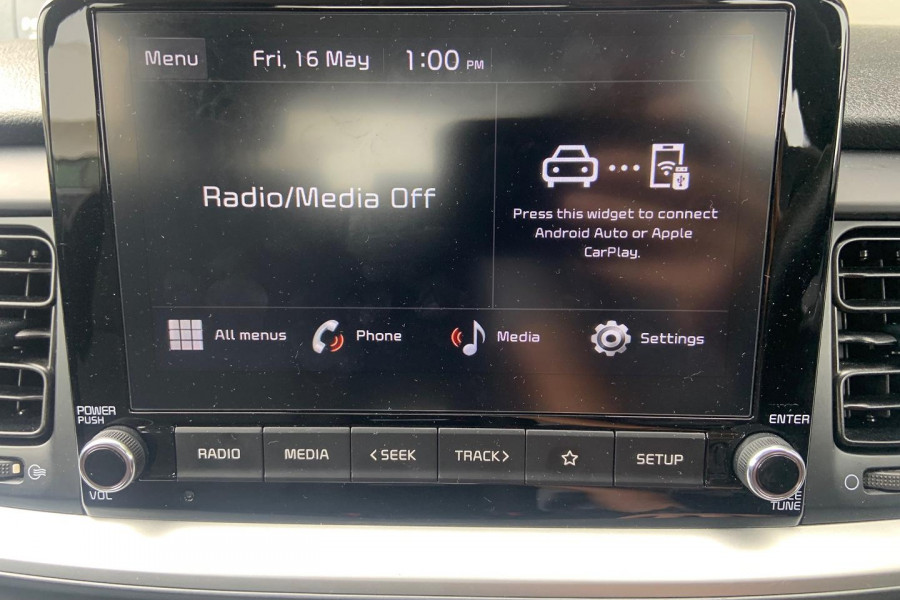 Menu Fri, 16 May 1:00 PM
Radio/Media Off
Press this widget to connect
Android Auto or Apple
CarPlay.
All menus Phone Media Settings
POWER
PUSH
ENTER
RADIO MEDIA <SEEK TRACK> SETUP
VOL
TUNE